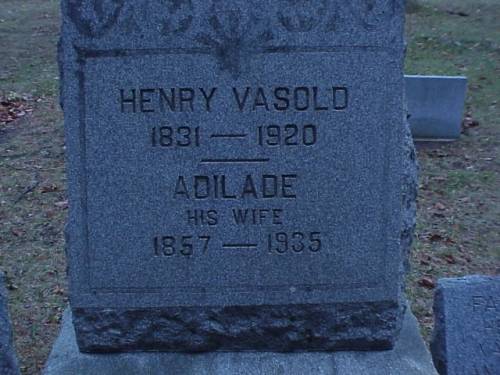 HENRY VASOLD
1831 — 1920
ADILADE
HIS WIFE
1857 — 1935